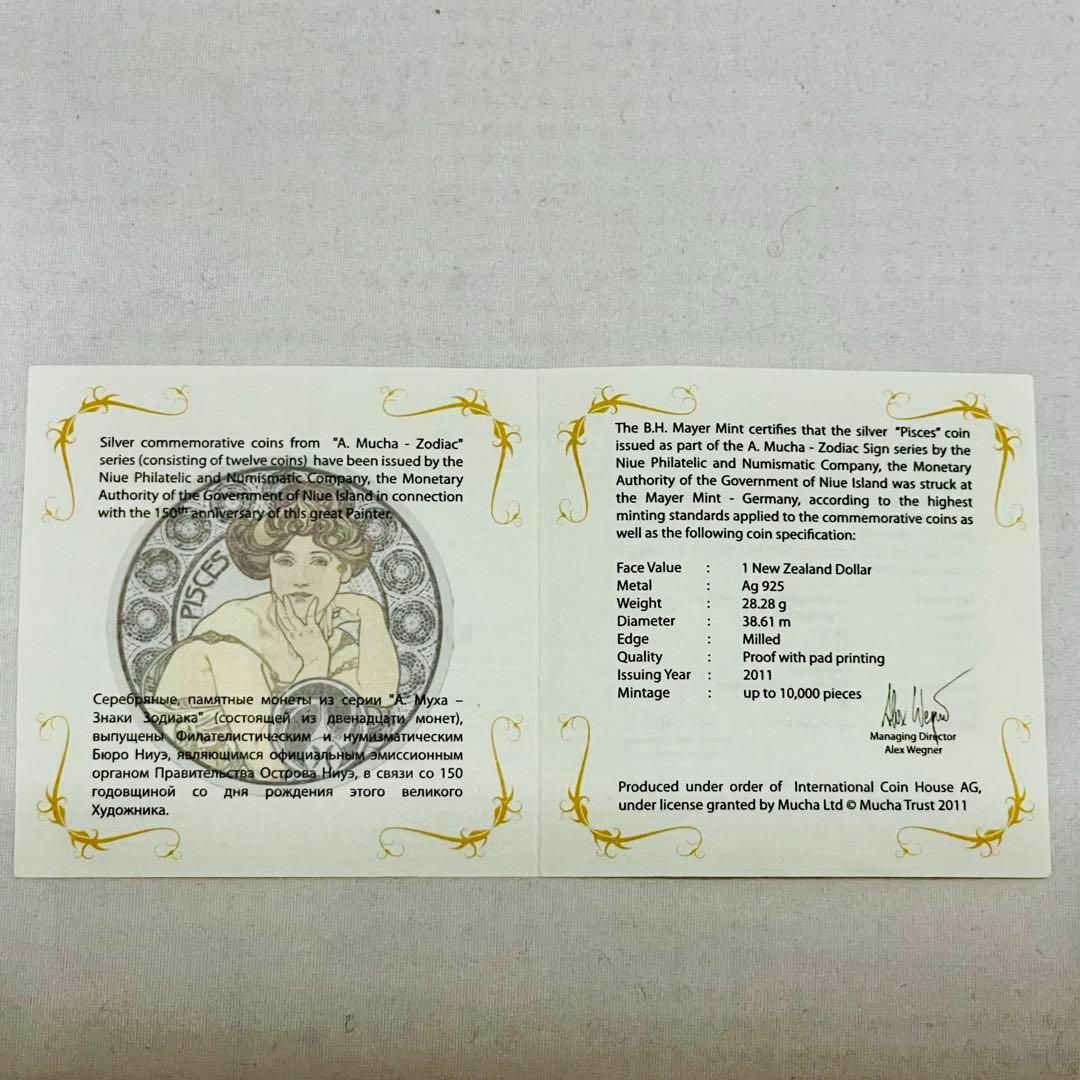 Silver commemorative coins from "A. Mucha - Zodiac"
series (consisting of twelve coins) have been issued by the
Niue Philatelic and Numismatic Company, the Monetary
Authority of the Government of Niue Island in connection
with the 150th anniversary of this great Painter.
PISCES
Серебряные, памятные монеты из серии "А. Муха –
Знаки Зодиака" (состоящей из двенадцати монет),
выпущены Филателистическим и нумизматическим
Бюро Ниуэ, являющимся официальным эмиссионным
органом Правительства Острова Ниуэ, в связи со 150
годовщиной со дня рождения этого великого
Художника.
The B.H. Mayer Mint certifies that the silver "Pisces" coin
issued as part of the A. Mucha - Zodiac Sign series by the
Niue Philatelic and Numismatic Company, the Monetary
Authority of the Government of Niue Island was struck at
the Mayer Mint - Germany, according to the highest
minting standards applied to the commemorative coins as
well as the following coin specification:
Face Value : 1 New Zealand Dollar
Metal : Ag 925
Weight : 28.28 g
Diameter : 38.61 m
Edge : Milled
Quality : Proof with pad printing
Issuing Year : 2011
Mintage : up to 10,000 pieces
Alex Wegner
Managing Director
Alex Wegner
Produced under order of International Coin House AG,
under license granted by Mucha Ltd © Mucha Trust 2011